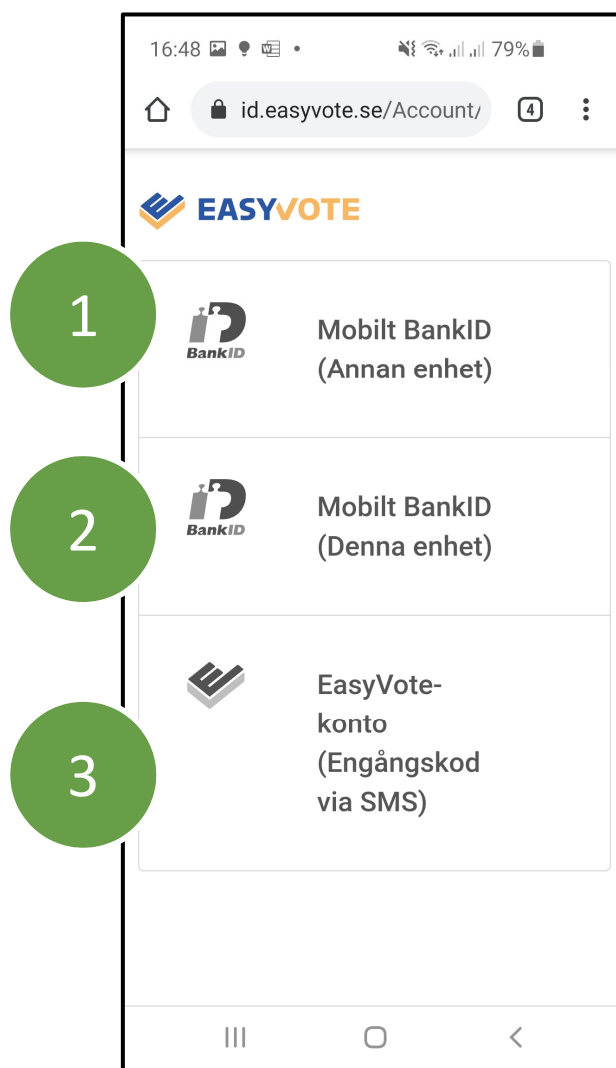 16:48 79%
id.easyvote.se/Account/ 4
EASYVOTE
1
BankID
Mobilt BankID
(Annan enhet)
2
BankID
Mobilt BankID
(Denna enhet)
3
EasyVote-
konto
(Engångskod
via SMS)